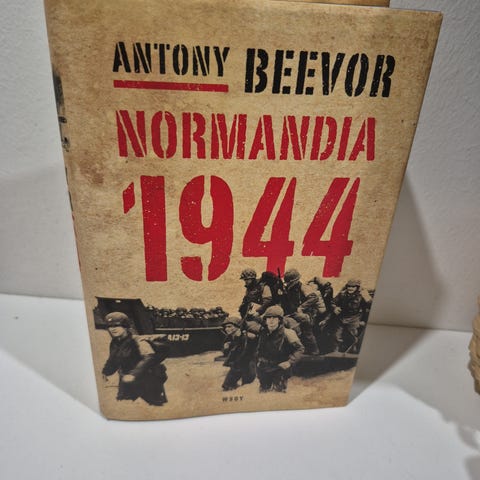 ANTONY BEEVOR
NORMANDIA
1944
WSOY